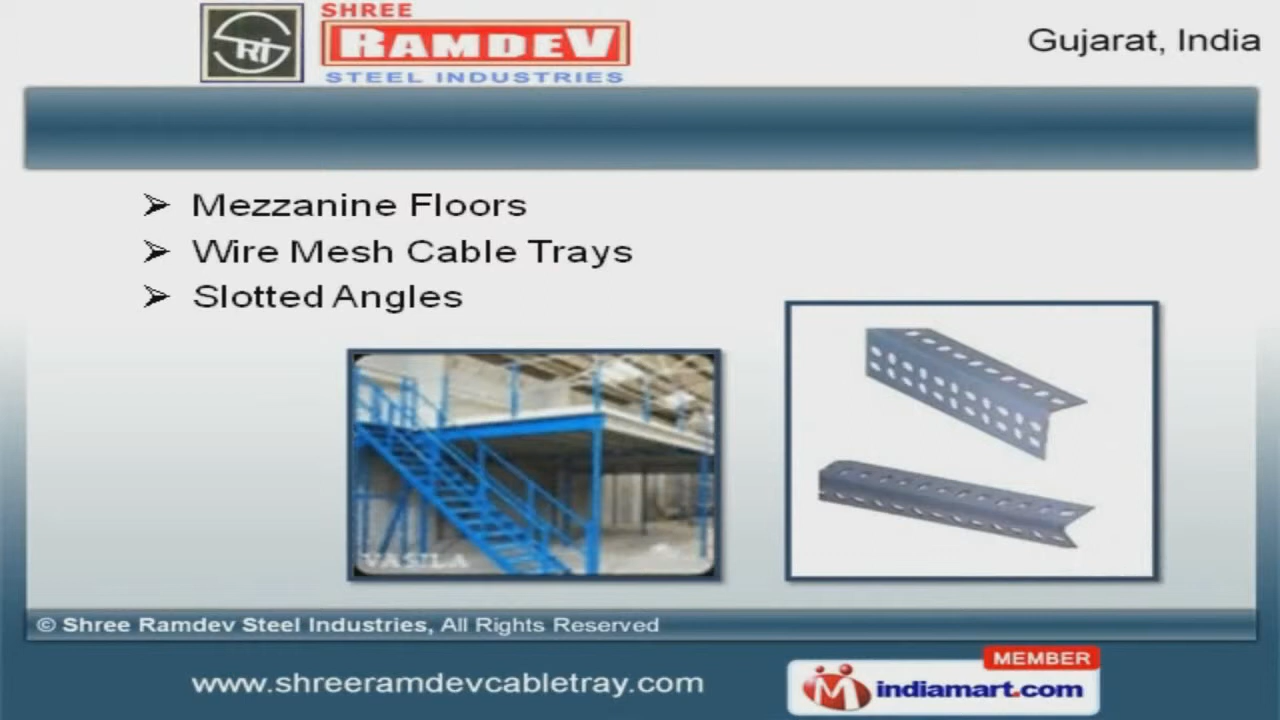 SRi
SHREE
RAMDEV
STEEL INDUSTRIES
Gujarat, India
Mezzanine Floors
Wire Mesh Cable Trays
Slotted Angles
VASILA
© Shree Ramdev Steel Industries, All Rights Reserved
www.shreeramdevcabletray.com
MEMBER
indiamart.com